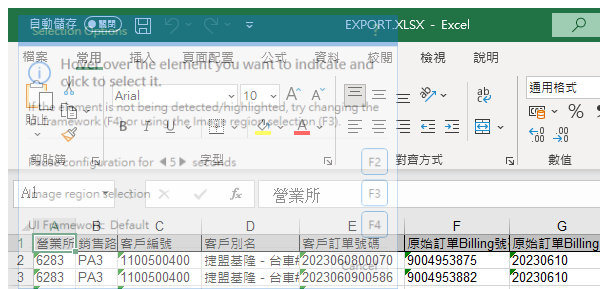 自動儲存 關閉 EXPORT.XLSX - Excel
Selection Options ?
檔案 常用 插入 頁面配置 公式 資料 校閱 檢視 說明
Hover over the element you want to indicate and
click to select it.
貼上 Arial 10 A A ab 通用格式
If the element is not being detected/highlighted, try changing the
UI framework (F4) or using the Image region selection (F3).
B I U A %
剪貼簿 字型 對齊方式 數值
Pause configuration for 5 seconds F2
A1 fx 營業所
Image region selection F3
UI Framework: Default F4
A B C D E F G
1 營業所 銷售路 客戶編號 客戶別名 客戶訂單號碼 原始訂單Billing號 原始訂單Billing
2 6283 PA3 1100500400 捷盟基隆 - 台車 2023060800070 9004953875 20230610
Cancel
3 6283 PA3 1100500400 捷盟基隆 - 台車 2023060900586 9004953882 20230610